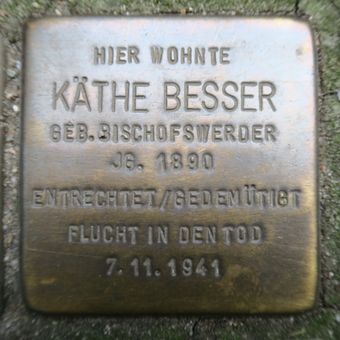 HIER WOHNTE
KÄTHE BESSER
GEB. BISCHOFSWERDER
JG. 1890
ENTRECHTET/GEDEMÜTIGT
FLUCHT IN DEN TOD
7.11.1941